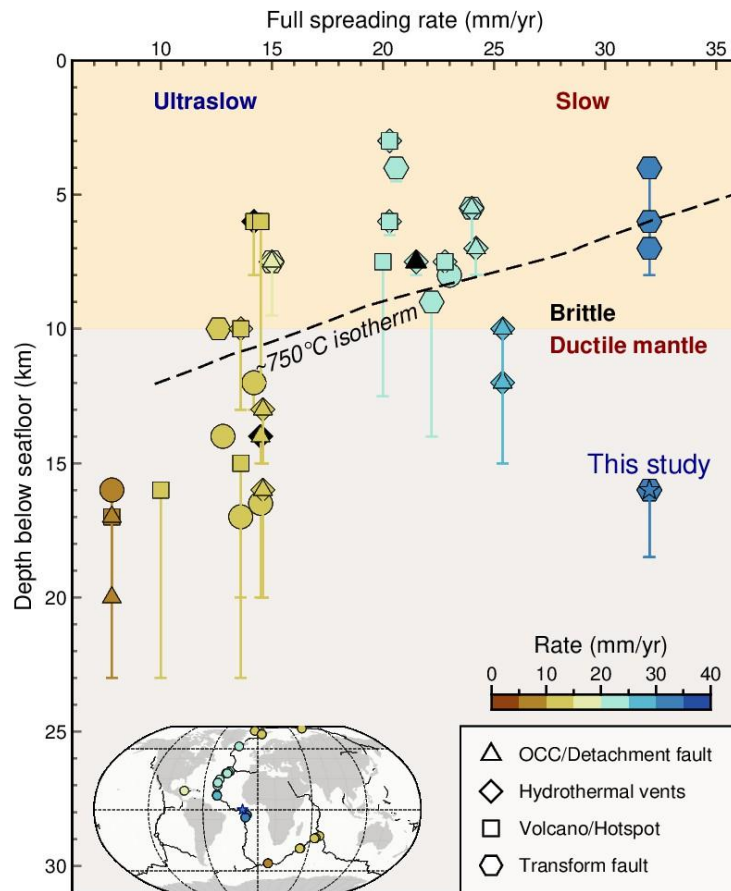 Full spreading rate (mm/yr)
10 15 20 25 30 35
0
5
10
15
20
25
30
Depth below seafloor (km)
Ultraslow
Slow
~750°C isotherm
Brittle
Ductile mantle
This study
Rate (mm/yr)
0 10 20 30 40
OCC/Detachment fault
Hydrothermal vents
Volcano/Hotspot
Transform fault